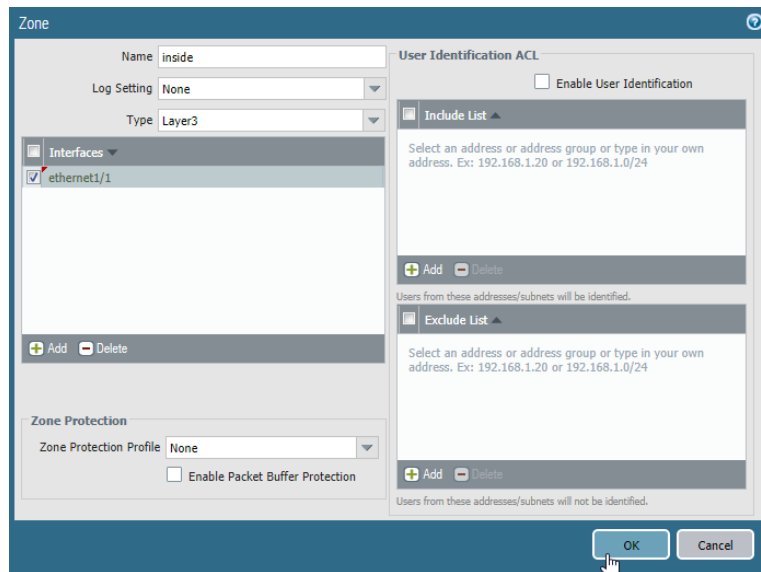 Zone
Name inside
Log Setting None
Type Layer3
Interfaces
ethernet1/1
Add Delete
Zone Protection
Zone Protection Profile None
Enable Packet Buffer Protection
User Identification ACL
Enable User Identification
Include List
Select an address or address group or type in your own
address. Ex: 192.168.1.20 or 192.168.1.0/24
Add Delete
Users from these addresses/subnets will be identified.
Exclude List
Select an address or address group or type in your own
address. Ex: 192.168.1.20 or 192.168.1.0/24
Add Delete
Users from these addresses/subnets will not be identified.
OK Cancel